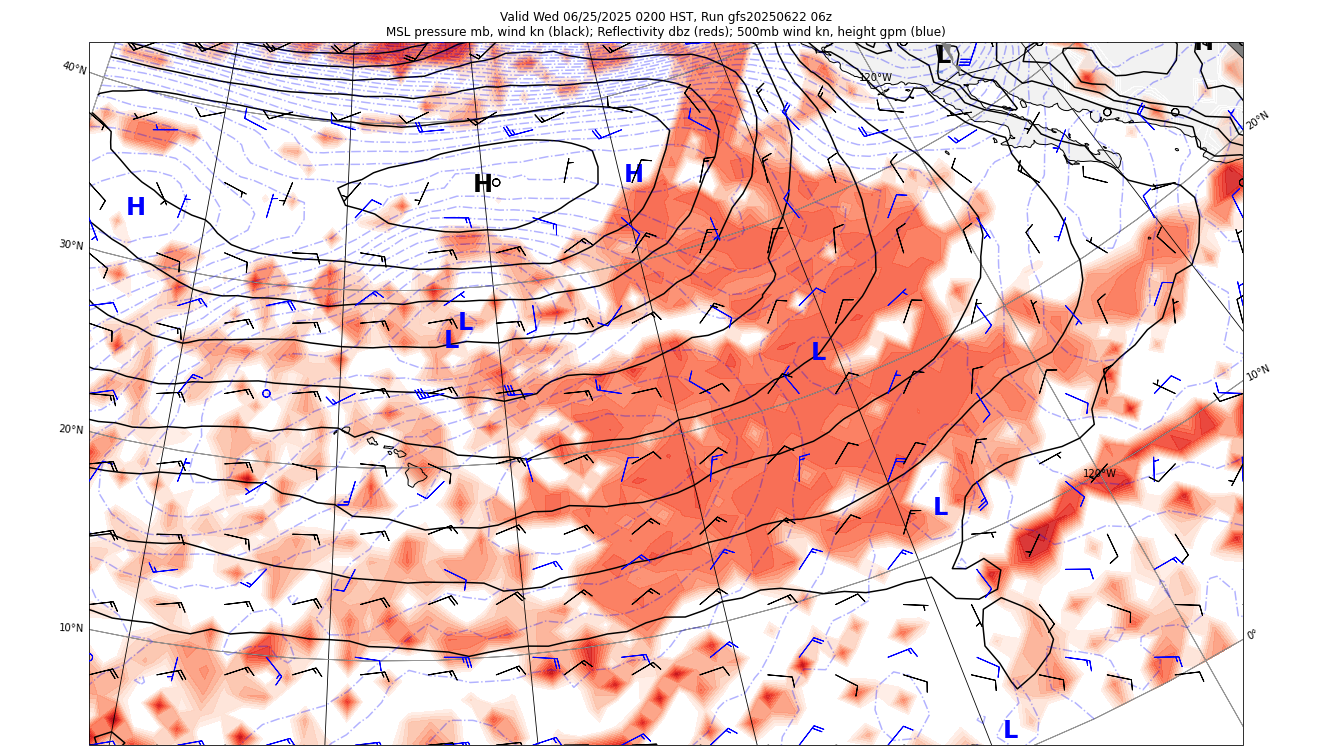 Valid Wed 06/25/2025 0200 HST, Run gfs20250622 06z
MSL pressure mb, wind kn (black); Reflectivity dbz (reds); 500mb wind kn, height gpm (blue)
H
L
40°N
120°W
20°N
H
H
H
30°N
L
L
L
10°N
20°N
120°W
L
10°N
0°
L